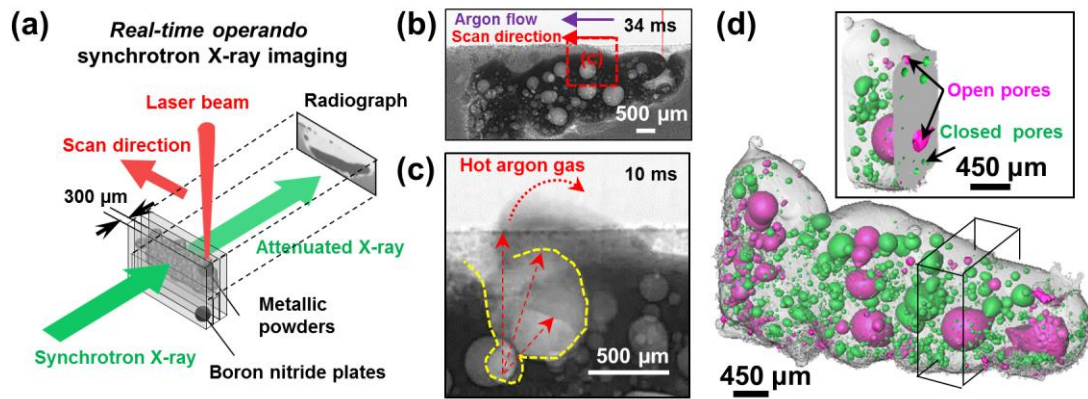 (a)
Real-time operando
synchrotron X-ray imaging
Laser beam
Radiograph
Scan direction
300 μm
Attenuated X-ray
Metallic
powders
Synchrotron X-ray
Boron nitride plates
(b)
Argon flow
34 ms
Scan direction
(c)
500 μm
(c)
Hot argon gas
10 ms
500 μm
(d)
Open pores
Closed pores
450 μm
450 μm